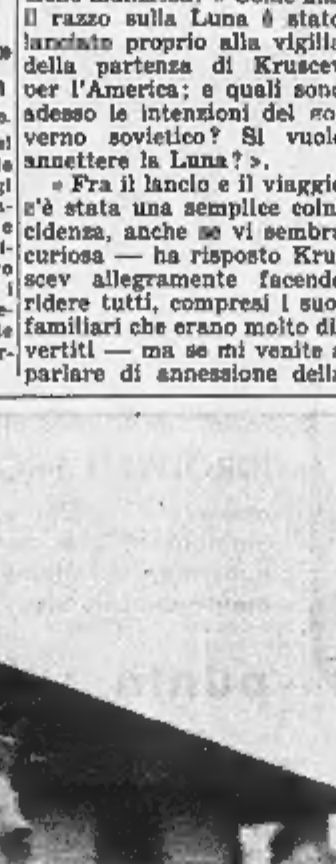 Il razzo sulla Luna è stat
lanciato proprio alla vigilia
della partenza di Kruscev
per l'America; e quali sono
adesso le intenzioni del go
verno sovietico? Si vuole
annettere la Luna? ».
« Fra il lancio e il viaggio
c'è stata una semplice coin
cidenza, anche se vi sembra
curiosa — ha risposto Kru
scev allegramente facendo
ridere tutti, compresi i suoi
familiari che erano molto di
vertiti — ma se mi venite a
parlare di annessione della